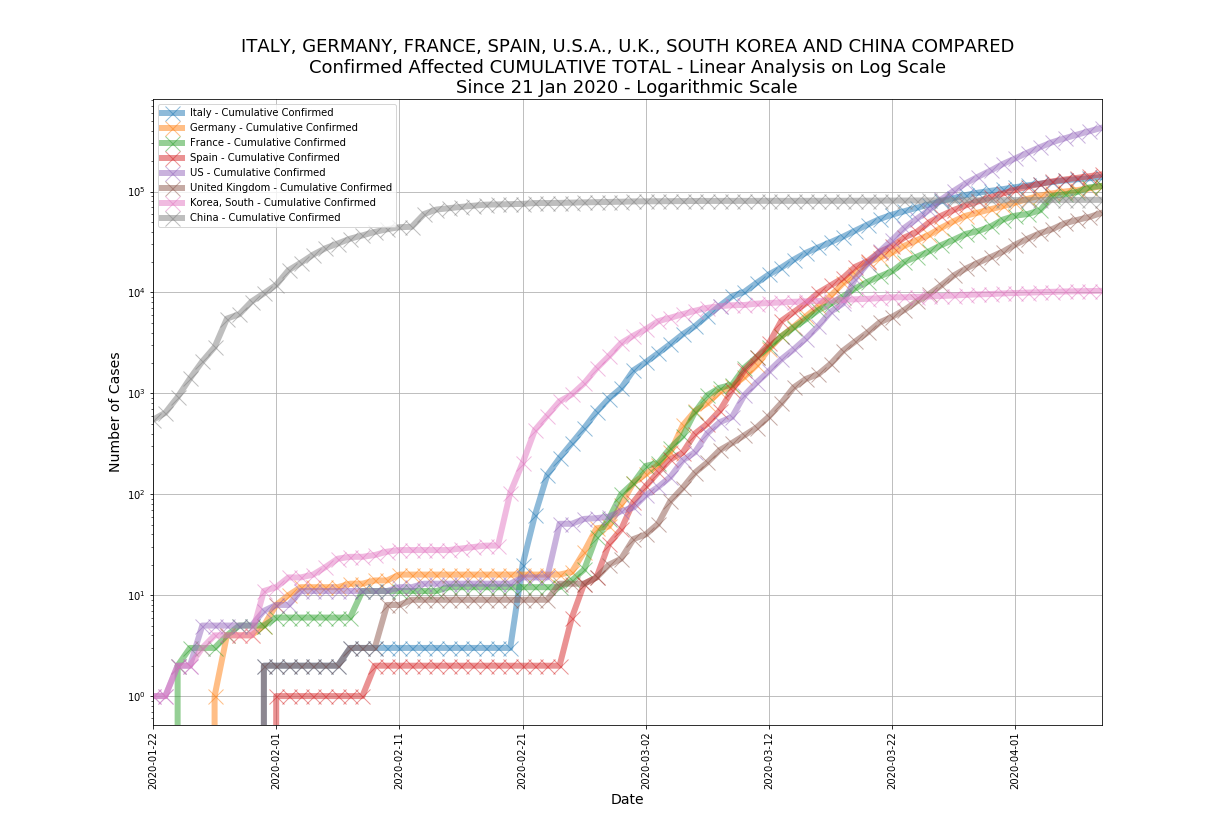 ITALY, GERMANY, FRANCE, SPAIN, U.S.A., U.K., SOUTH KOREA AND CHINA COMPARED
Confirmed Affected CUMULATIVE TOTAL - Linear Analysis on Log Scale
Since 21 Jan 2020 - Logarithmic Scale
Italy - Cumulative Confirmed
Germany - Cumulative Confirmed
France - Cumulative Confirmed
Spain - Cumulative Confirmed
US - Cumulative Confirmed
United Kingdom - Cumulative Confirmed
Korea, South - Cumulative Confirmed
China - Cumulative Confirmed
Number of Cases
10⁵
10⁴
10³
10²
10¹
10⁰
2020-01-22
2020-02-01
2020-02-11
2020-02-21
2020-03-02
2020-03-12
2020-03-22
2020-04-01
Date